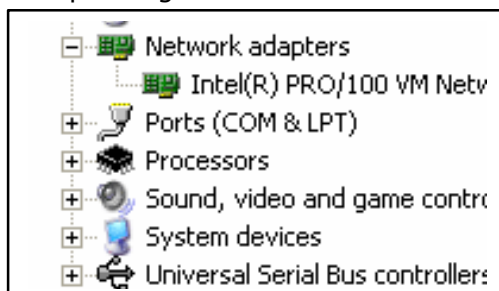 Network adapters
Intel(R) PRO/100 VM Netw
Ports (COM & LPT)
Processors
Sound, video and game contro
System devices
Universal Serial Bus controllers